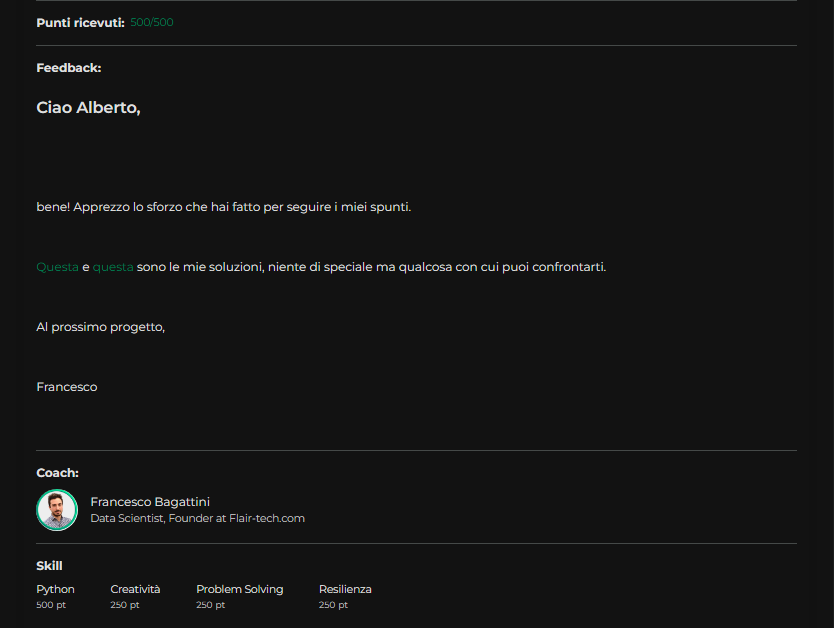 Punti ricevuti: 500/500
Feedback:
Ciao Alberto,
bene! Apprezzo lo sforzo che hai fatto per seguire i miei spunti.
Questa e questa sono le mie soluzioni, niente di speciale ma qualcosa con cui puoi confrontarti.
Al prossimo progetto,
Francesco
Coach:
Francesco Bagattini
Data Scientist, Founder at Flair-tech.com
Skill
Python Creatività Problem Solving Resilienza
500 pt 250 pt 250 pt 250 pt